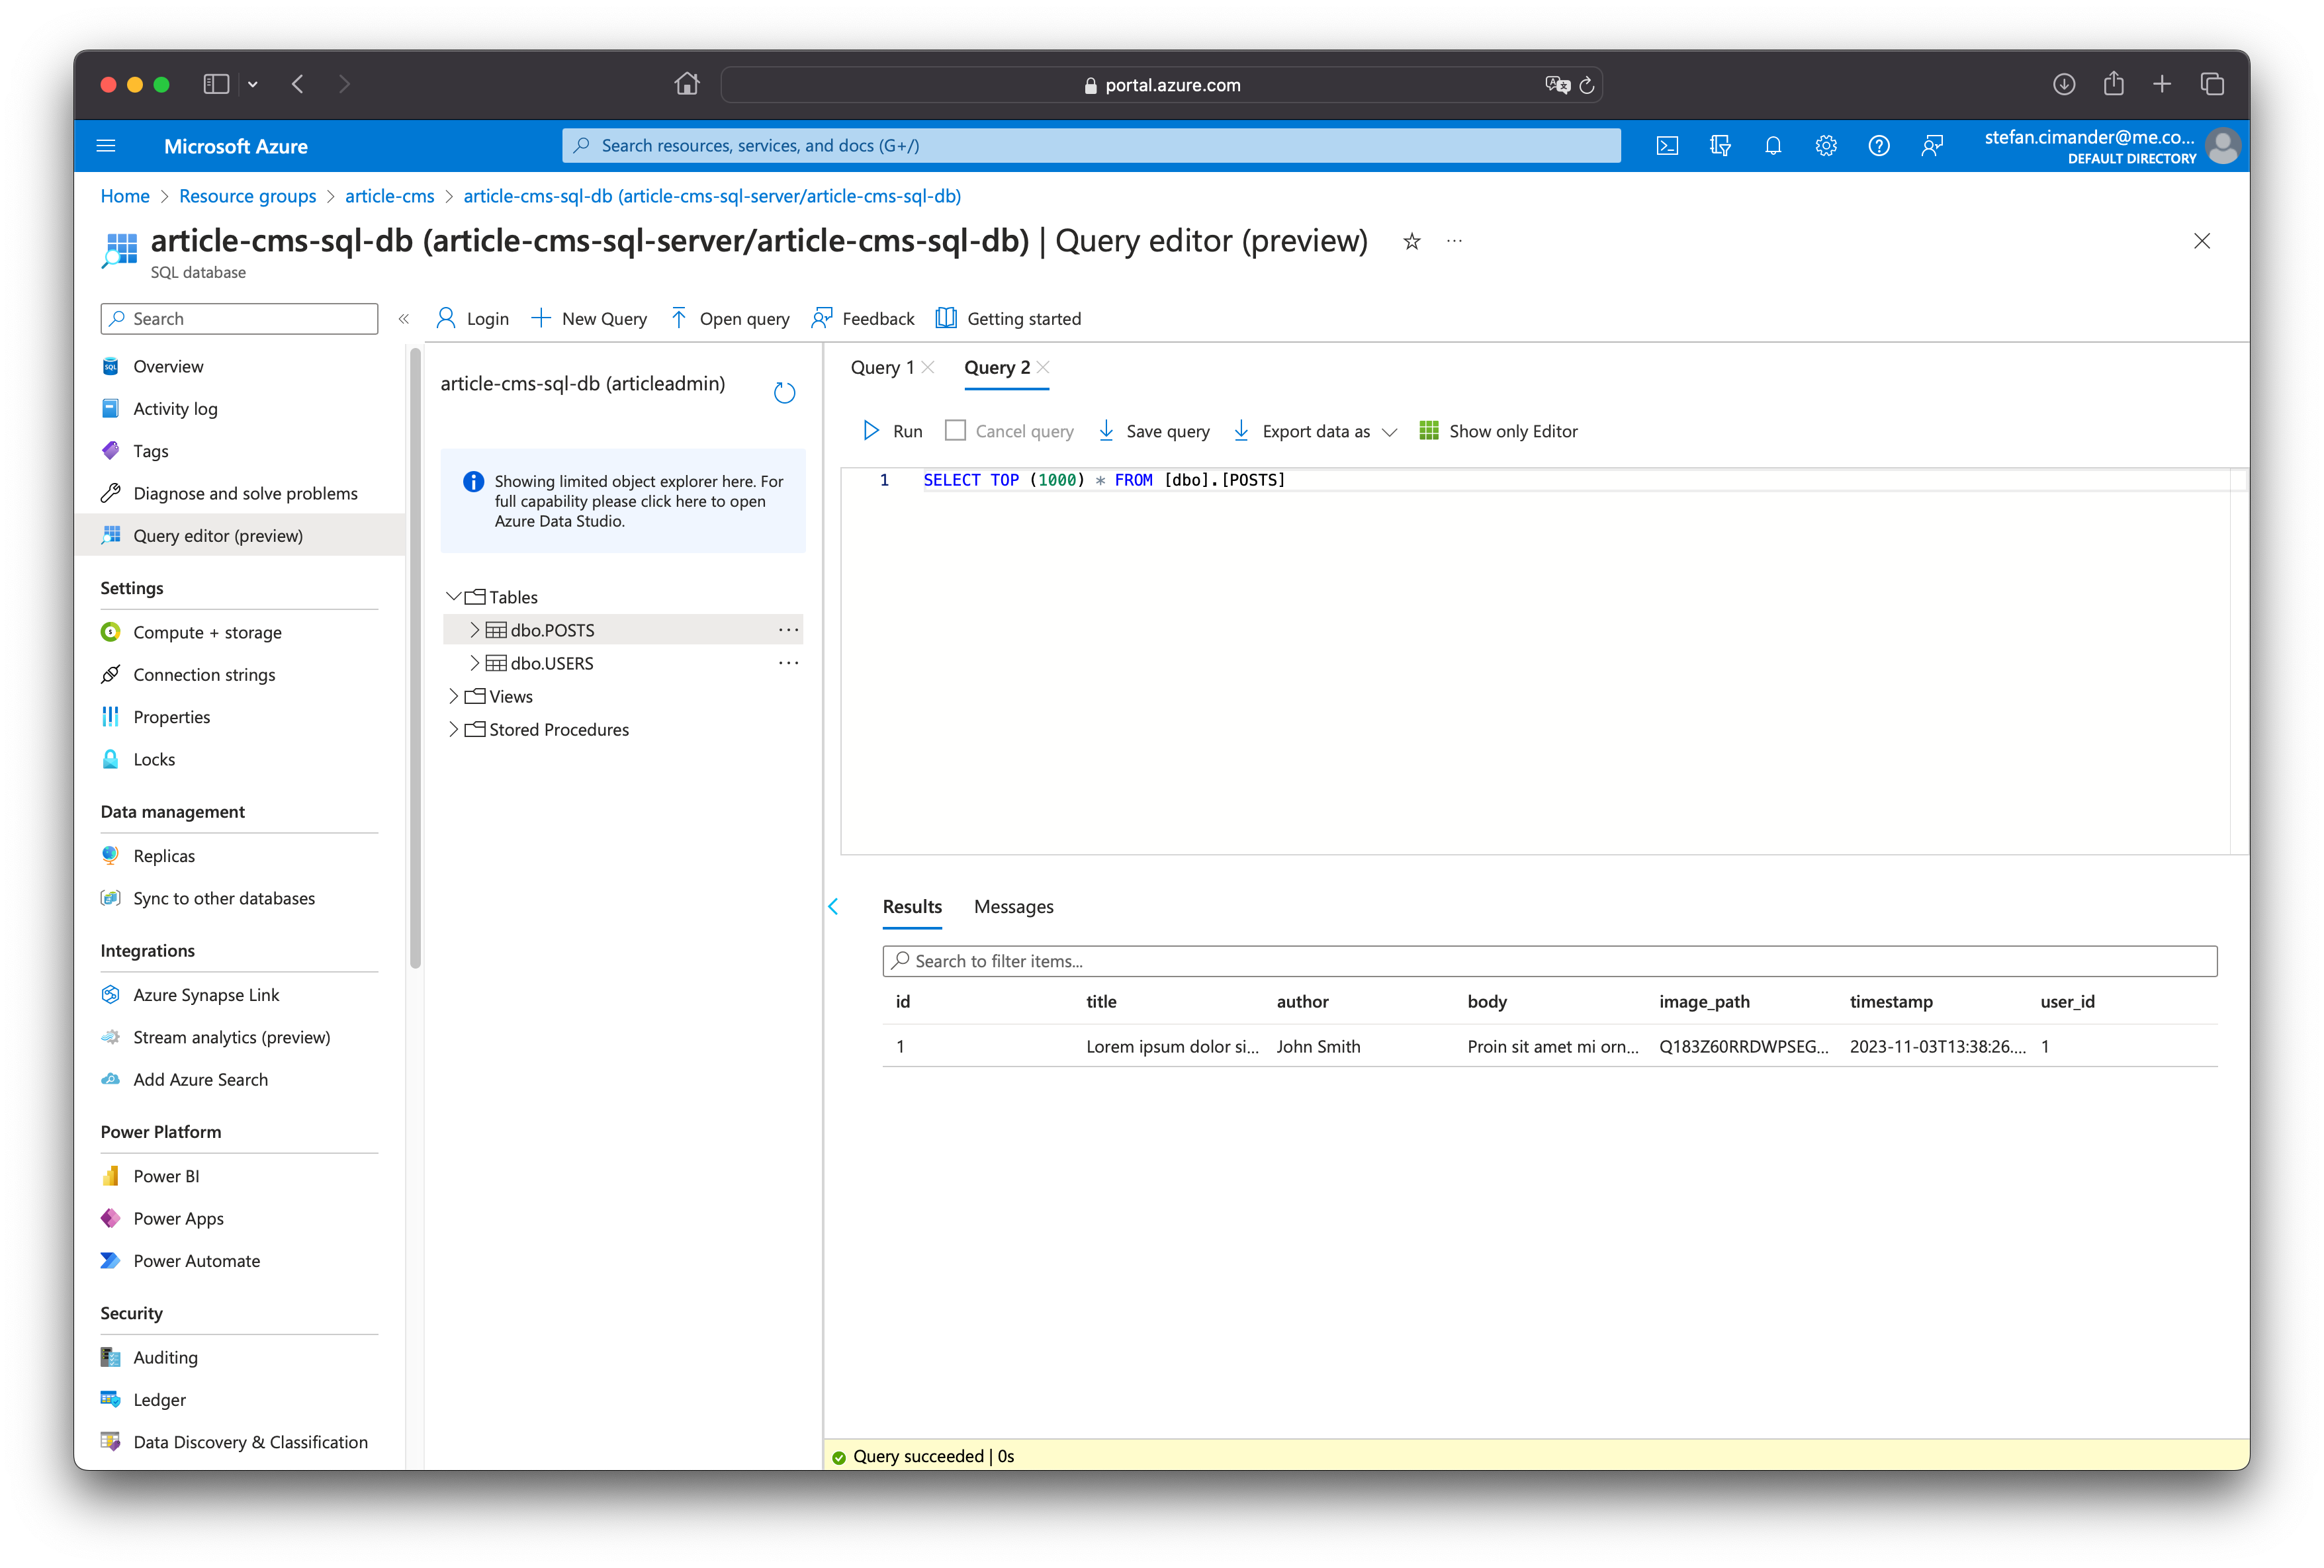 portal.azure.com
Microsoft Azure
Search resources, services, and docs (G+/)
stefan.cimander@me.co...
DEFAULT DIRECTORY
Home > Resource groups > article-cms > article-cms-sql-db (article-cms-sql-server/article-cms-sql-db)
article-cms-sql-db (article-cms-sql-server/article-cms-sql-db) | Query editor (preview)
SQL database
Search
Login
New Query
Open query
Feedback
Getting started
Overview
Activity log
Tags
Diagnose and solve problems
Query editor (preview)
Settings
Compute + storage
Connection strings
Properties
Locks
Data management
Replicas
Sync to other databases
Integrations
Azure Synapse Link
Stream analytics (preview)
Add Azure Search
Power Platform
Power BI
Power Apps
Power Automate
Security
Auditing
Ledger
Data Discovery & Classification
article-cms-sql-db (articleadmin)
Showing limited object explorer here. For
full capability please click here to open
Azure Data Studio.
Tables
dbo.POSTS
dbo.USERS
Views
Stored Procedures
Query 1
Query 2
Run
Cancel query
Save query
Export data as
Show only Editor
1 SELECT TOP (1000) * FROM [dbo].[POSTS]
Results
Messages
Search to filter items...
id title author body image_path timestamp user_id
1 Lorem ipsum dolor si... John Smith Proin sit amet mi orn... Q183Z60RRDWPSEG... 2023-11-03T13:38:26.... 1
Query succeeded | 0s